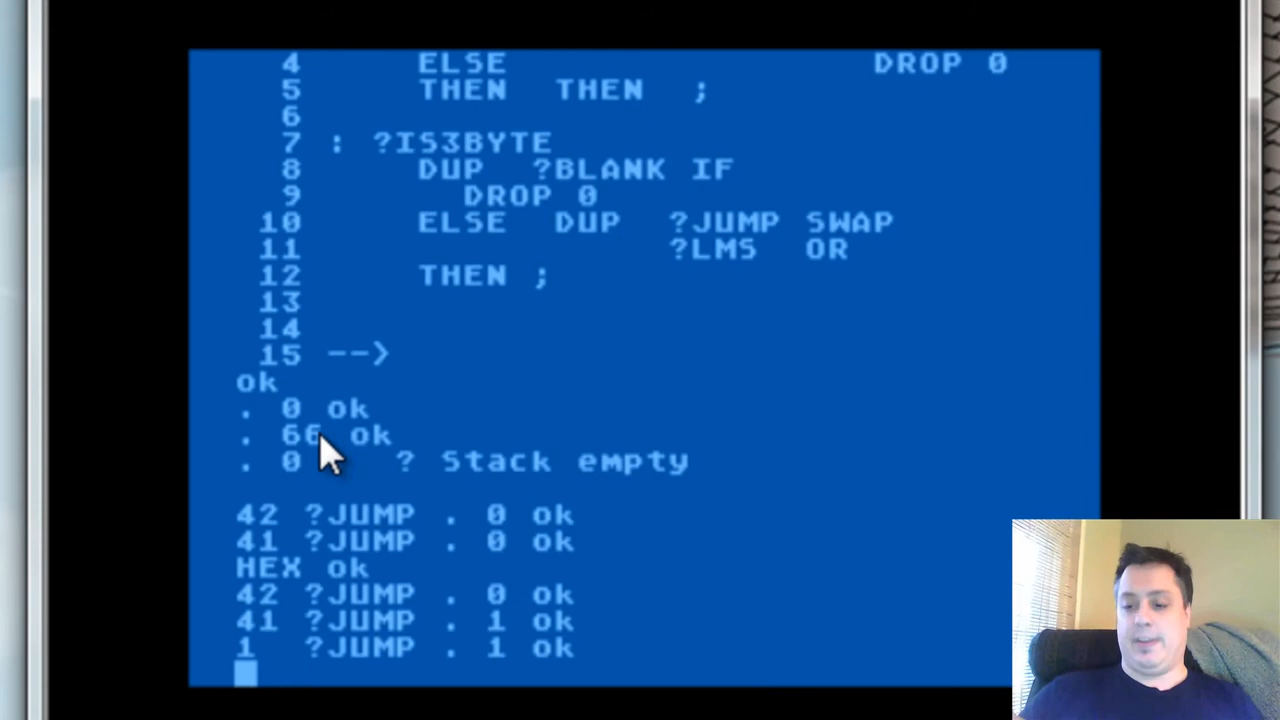 4 ELSE DROP 0
5 THEN THEN ;
6
7 : ?IS3BYTE
8 DUP ?BLANK IF
9 DROP 0
10 ELSE DUP ?JUMP SWAP
11 ?LMS OR
12 THEN ;
13
14
15 -->
ok
. 0 ok
. 66 ok
. 0 ? Stack empty
42 ?JUMP . 0 ok
41 ?JUMP . 0 ok
HEX ok
42 ?JUMP . 0 ok
41 ?JUMP . 1 ok
1 ?JUMP . 1 ok